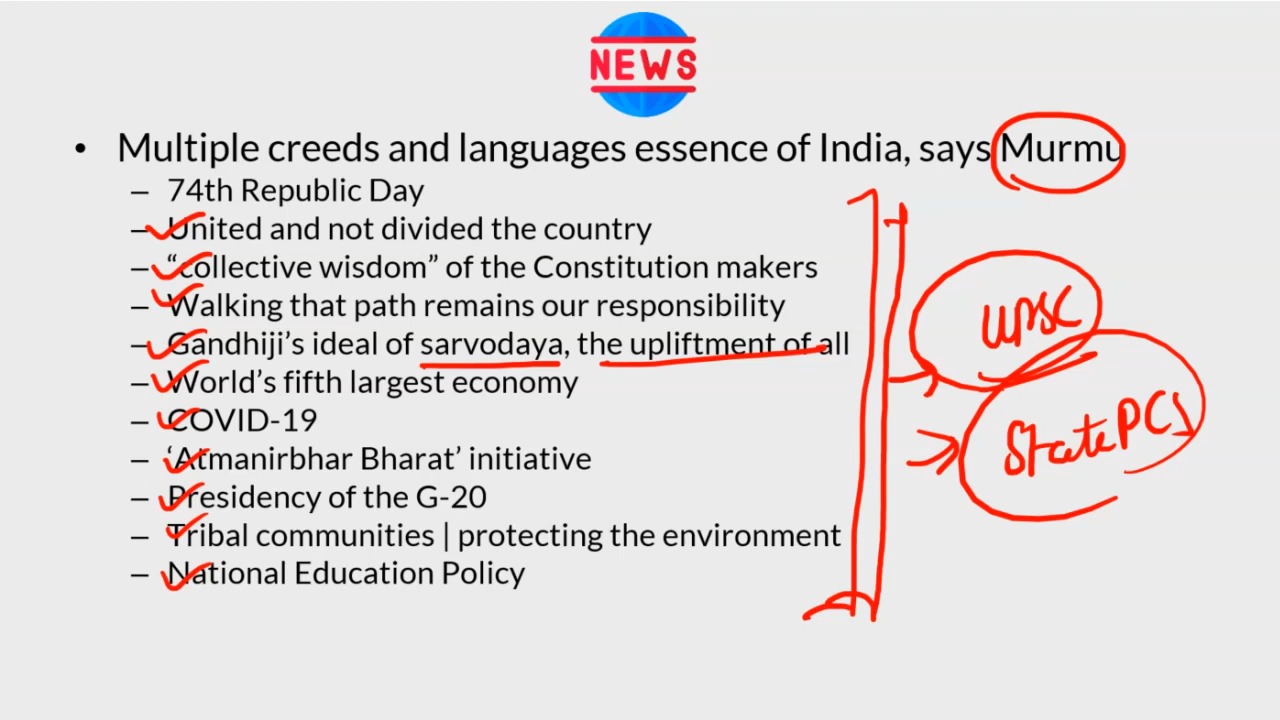 NEWS
• Multiple creeds and languages essence of India, says Murmu
– 74th Republic Day
– United and not divided the country
– “collective wisdom” of the Constitution makers
– Walking that path remains our responsibility
– Gandhiji’s ideal of sarvodaya, the upliftment of all
– World’s fifth largest economy
– COVID-19
– ‘Atmanirbhar Bharat’ initiative
– Presidency of the G-20
– Tribal communities | protecting the environment
– National Education Policy
UPSC
State PCS